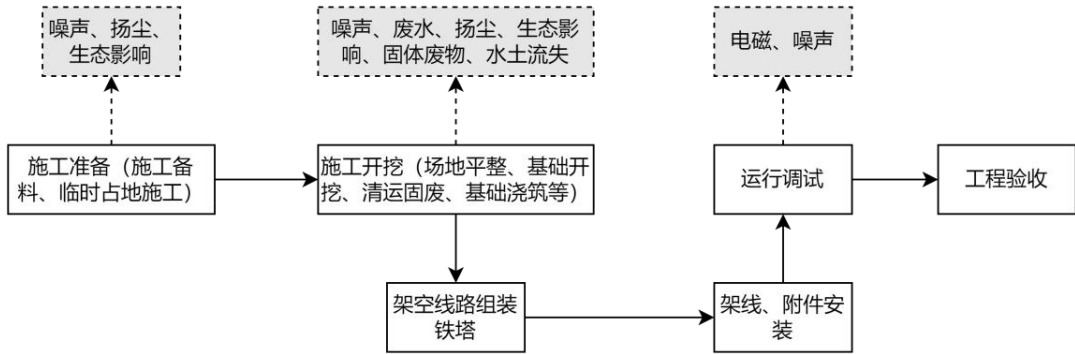 噪声、扬尘、
生态影响
噪声、废水、扬尘、生态影
响、固体废物、水土流失
电磁、噪声
施工准备（施工备
料、临时占地施工）
施工开挖（场地平整、基础开
挖、清运固废、基础浇筑等）
运行调试
工程验收
架空线路组装
铁塔
架线、附件安
装